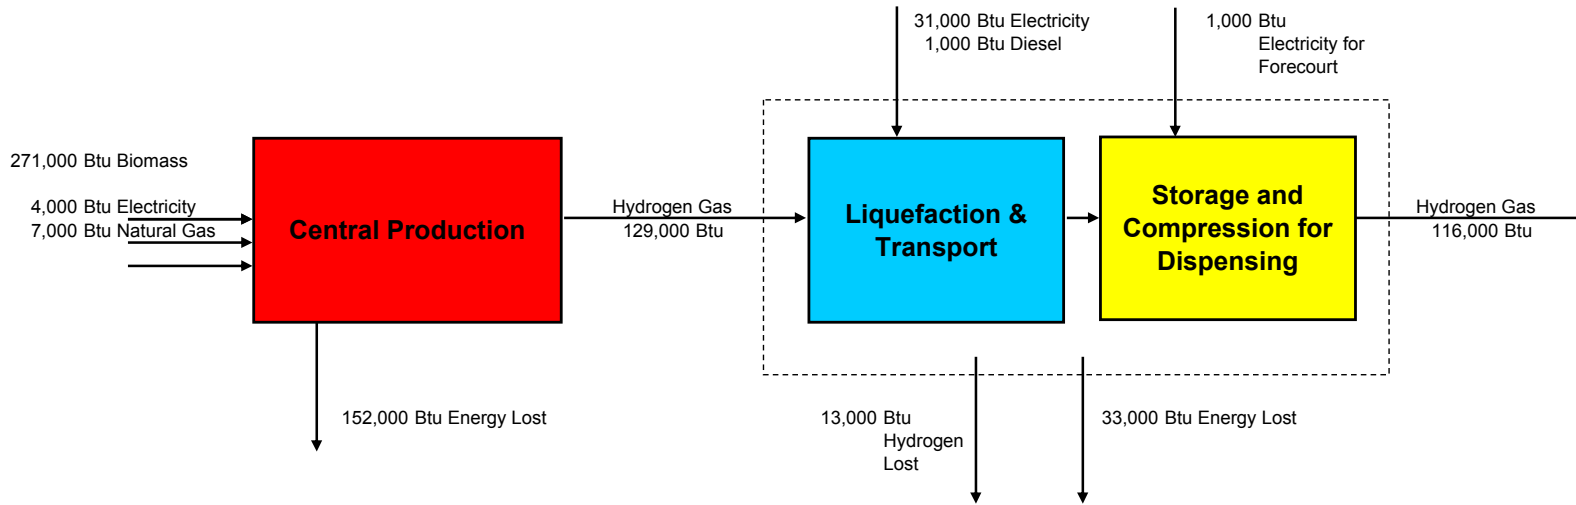 31,000 Btu Electricity
1,000 Btu Diesel
1,000 Btu
Electricity for
Forecourt
271,000 Btu Biomass
4,000 Btu Electricity
7,000 Btu Natural Gas
Central Production
Hydrogen Gas
129,000 Btu
Liquefaction &
Transport
Storage and
Compression for
Dispensing
Hydrogen Gas
116,000 Btu
152,000 Btu Energy Lost
13,000 Btu
Hydrogen
Lost
33,000 Btu Energy Lost